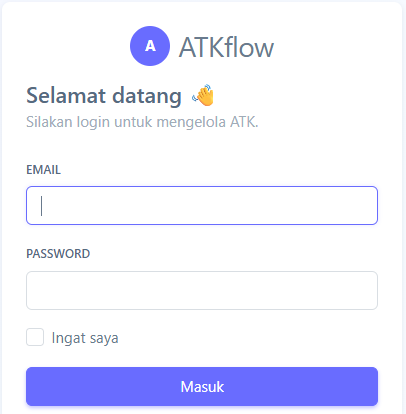 A ATKflow
Selamat datang 👋
Silakan login untuk mengelola ATK.
EMAIL
PASSWORD
Ingat saya
Masuk